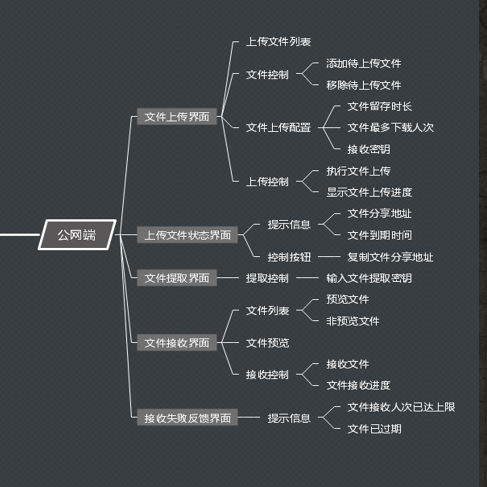 上传文件列表
添加待上传文件
文件控制
移除待上传文件
文件留存时长
文件上传界面
文件上传配置
文件最多下载人次
接收密钥
执行文件上传
上传控制
显示文件上传进度
文件分享地址
提示信息
公网端
上传文件状态界面
文件到期时间
控制按钮
复制文件分享地址
文件提取界面
提取控制
输入文件提取密钥
预览文件
文件列表
非预览文件
文件接收界面
文件预览
接收文件
接收控制
文件接收进度
文件接收人次已达上限
接收失败反馈界面
提示信息
文件已过期